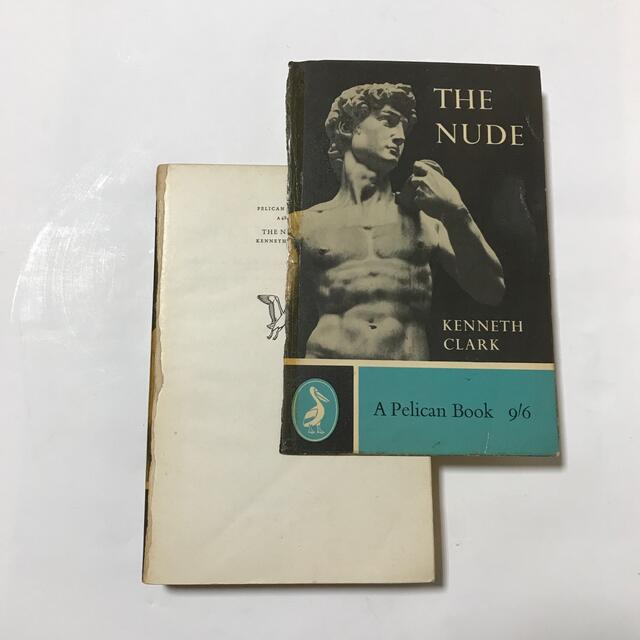 THE
NUDE
KENNETH
CLARK
A Pelican Book 9/6
PELICAN
THE N
KENNETH